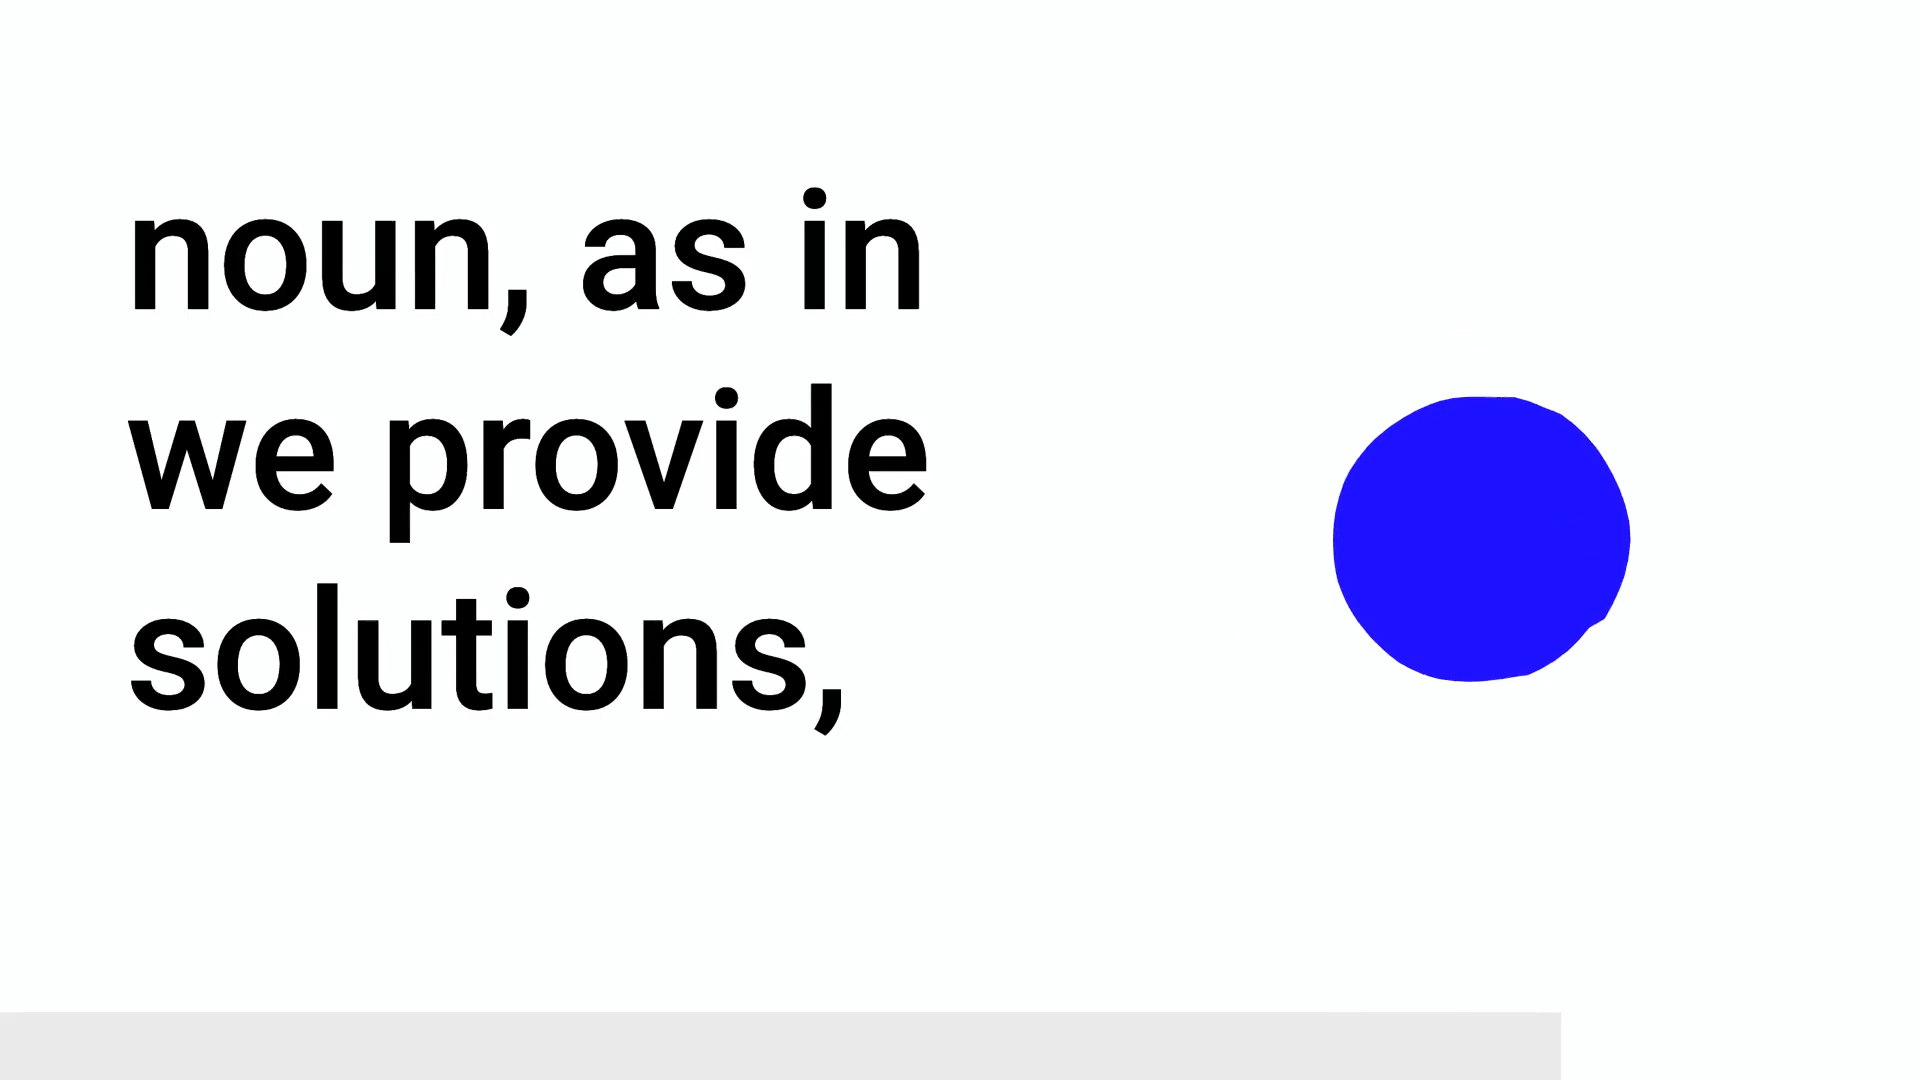 noun, as in
we provide
solutions,